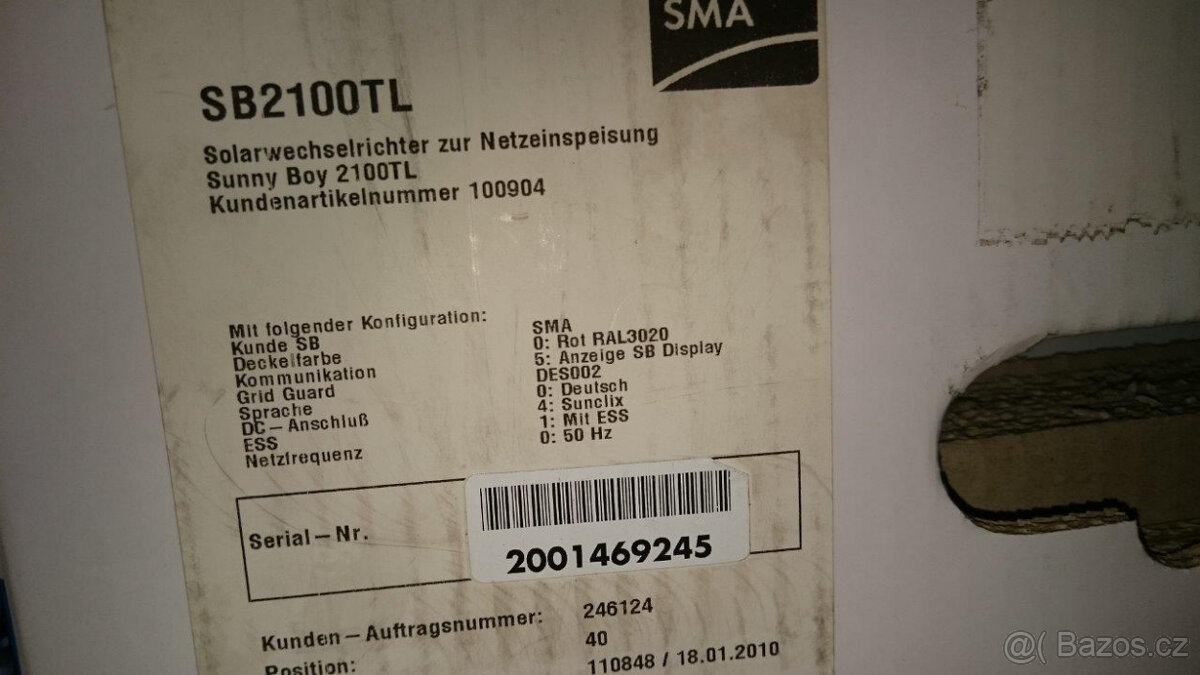 SMA
SB2100TL
Solarwechselrichter zur Netzeinspeisung
Sunny Boy 2100TL
Kundenartikelnummer 100904
Mit folgender Konfiguration:
Kunde SB SMA
Deckelfarbe 0: Rot RAL3020
Kommunikation 5: Anzeige SB Display
Grid Guard DES002
Sprache 0: Deutsch
DC-Anschluß 4: Sunclix
ESS 1: Mit ESS
Netzfrequenz 0: 50 Hz
Serial-Nr. 2001469245
Kunden-Auftragsnummer: 246124
Position: 40
110848 / 18.01.2010
@( Bazos.cz